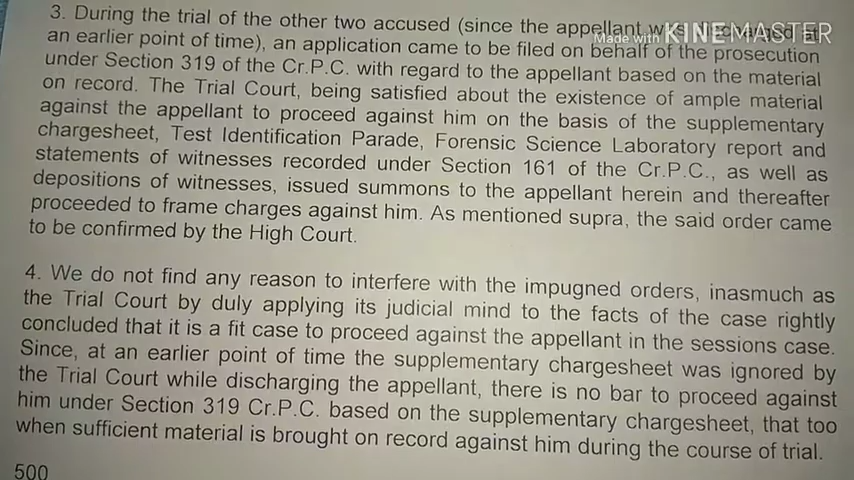 3. During the trial of the other two accused (since the appellant
Made with KINEMASTER
an earlier point of time), an application came to be filed on behalf of the prosecution
under Section 319 of the Cr.P.C. with regard to the appellant based on the material
on record. The Trial Court, being satisfied about the existence of ample material
against the appellant to proceed against him on the basis of the supplementary
chargesheet, Test Identification Parade, Forensic Science Laboratory report and
statements of witnesses recorded under Section 161 of the Cr.P.C., as well as
depositions of witnesses, issued summons to the appellant herein and thereafter
proceeded to frame charges against him. As mentioned supra, the said order came
to be confirmed by the High Court.
4. We do not find any reason to interfere with the impugned orders, inasmuch as
the Trial Court by duly applying its judicial mind to the facts of the case rightly
concluded that it is a fit case to proceed against the appellant in the sessions case.
Since, at an earlier point of time the supplementary chargesheet was ignored by
the Trial Court while discharging the appellant, there is no bar to proceed against
him under Section 319 Cr.P.C. based on the supplementary chargesheet, that too
when sufficient material is brought on record against him during the course of trial.
500